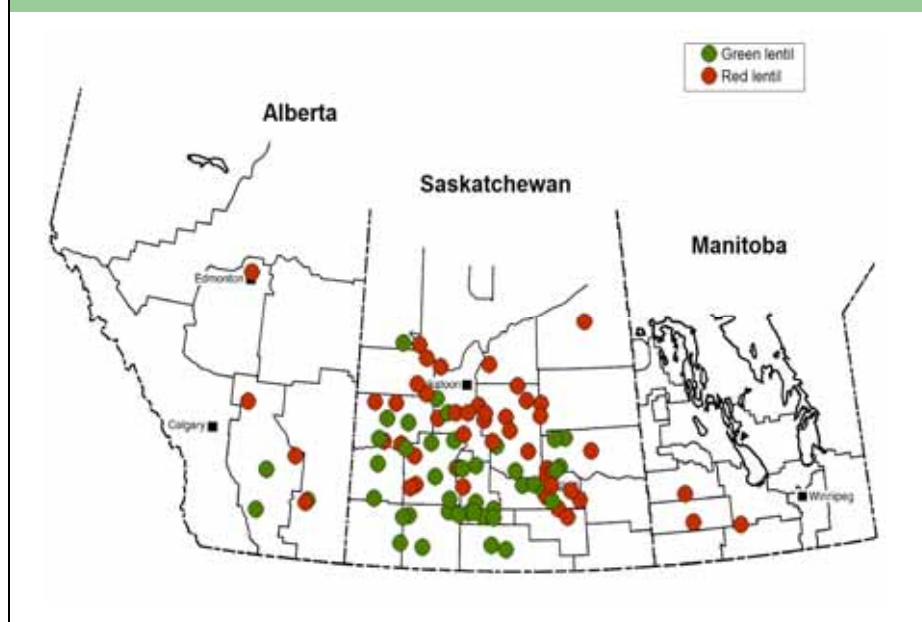 Green lentil
Red lentil
Alberta
Saskatchewan
Manitoba
Edmonton
Calgary
Winnipeg